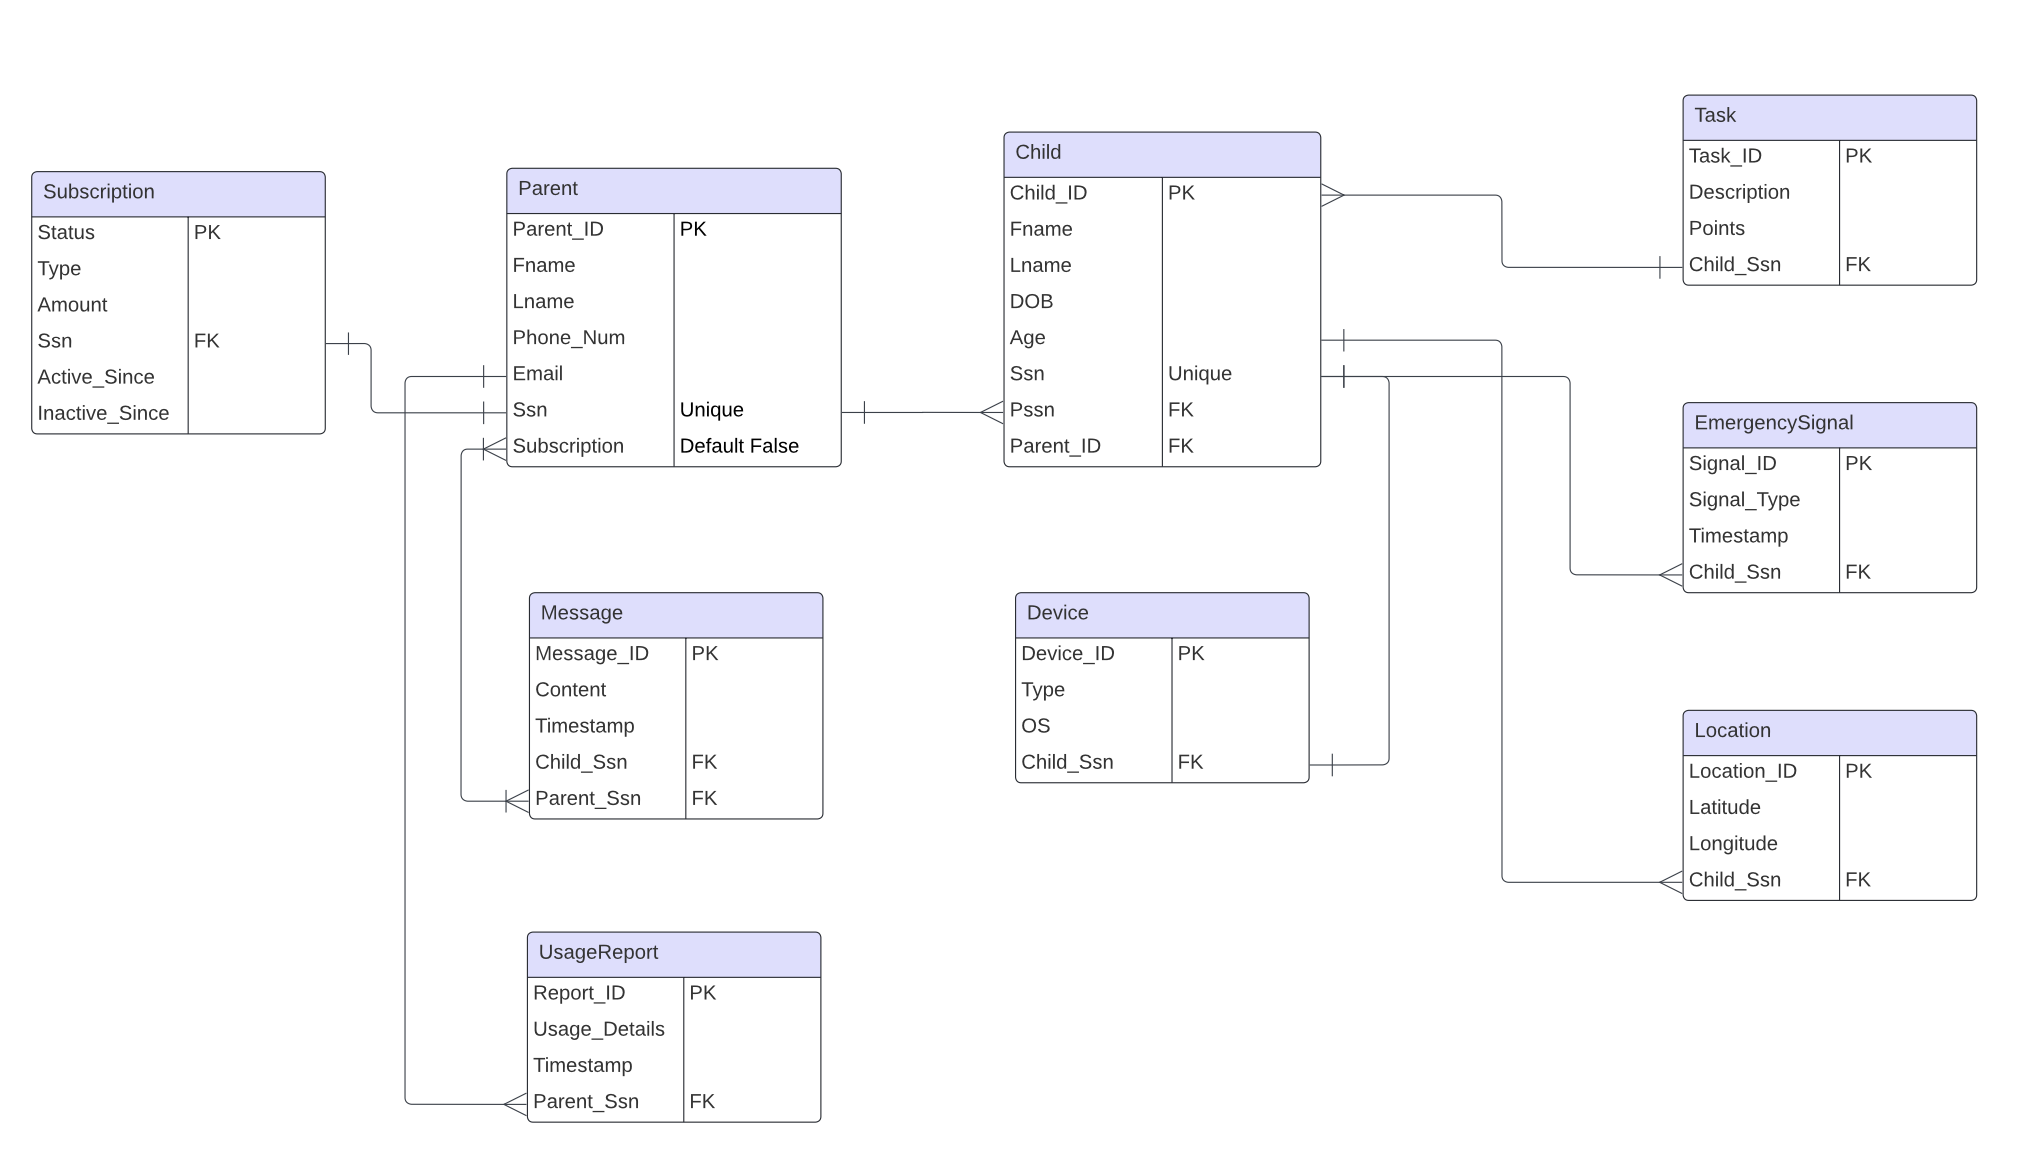 Subscription
Status PK
Type
Amount
Ssn FK
Active_Since
Inactive_Since
Parent
Parent_ID PK
Fname
Lname
Phone_Num
Email
Ssn Unique
Subscription Default False
Child
Child_ID PK
Fname
Lname
DOB
Age
Ssn Unique
Pssn FK
Parent_ID FK
Task
Task_ID PK
Description
Points
Child_Ssn FK
EmergencySignal
Signal_ID PK
Signal_Type
Timestamp
Child_Ssn FK
Message
Message_ID PK
Content
Timestamp
Child_Ssn FK
Parent_Ssn FK
Device
Device_ID PK
Type
OS
Child_Ssn FK
Location
Location_ID PK
Latitude
Longitude
Child_Ssn FK
UsageReport
Report_ID PK
Usage_Details
Timestamp
Parent_Ssn FK